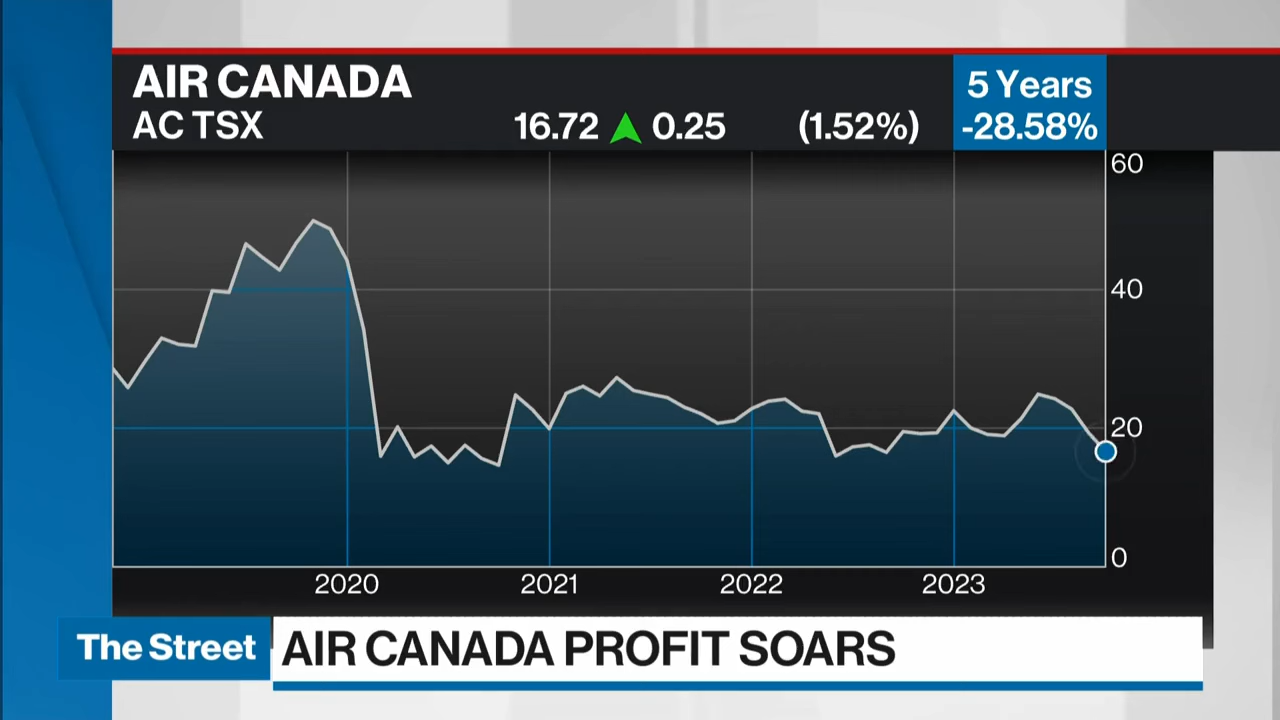 AIR CANADA
AC TSX
16.72 ▲ 0.25 (1.52%)
5 Years
-28.58%
60
40
20
0
2020 2021 2022 2023
The Street
AIR CANADA PROFIT SOARS